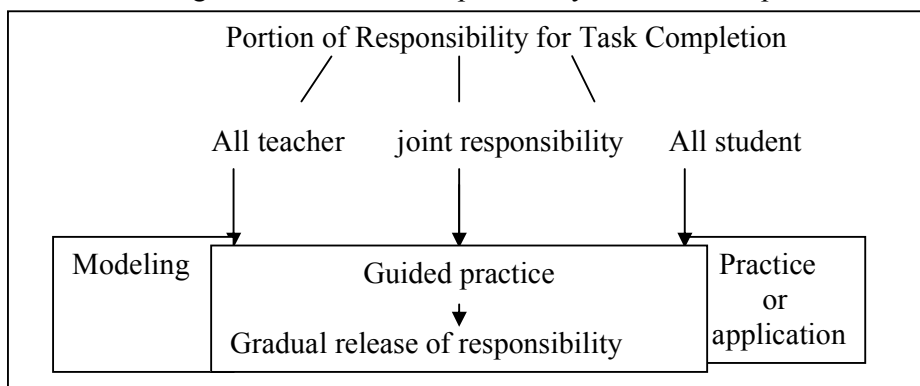 Portion of Responsibility for Task Completion
All teacher joint responsibility All student
Modeling
Guided practice
Gradual release of responsibility
Practice
or
application